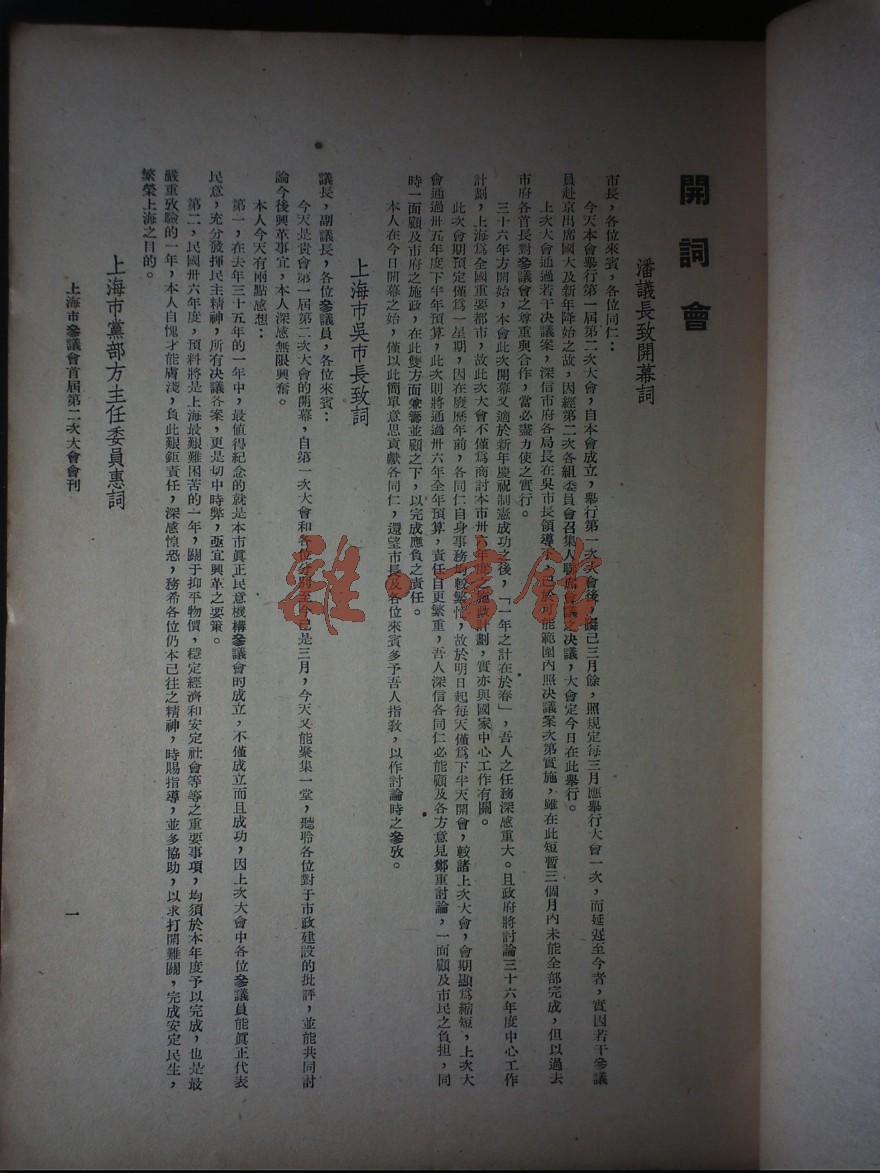 開會詞
潘議長致開幕詞
市長,各位來賓,各位同仁:
今天本會舉行第一屆第二次大會,自本會成立,舉行第一次大會後,已三月餘,照規定每三月應舉行大會一次,而延遲至今者,實因若干參議
員赴京出席國大及新年降始之故,因經第二次各組委員會召集人聯席會議之决議,大會定今日在此舉行。
上次大會通過若干决議案,深信市府各局長在吳市長領導下,已於可能範圍內照决議案次第實施,雖在此短暫三個月內未能全部完成,但以過去
市府各首長對參議會之尊重與合作,當必盡力使之實行。
三十六年方開始,本會此次開幕又適於新年慶祝制憲成功之後,「一年之計在於春」,吾人之任務深感重大。且政府將討論三十六年度中心工作
計劃,上海爲全國重要都市,故此次大會不僅爲商討本市卅六年度之施政計劃,實亦與國家中心工作有關。
此次會期預定僅爲一星期,因在廢歷年前,各同仁自身事務均較繁忙,故於明日起每天僅爲下半天開會,較諸上次大會,會期顯爲縮短,上次大
會通過卅五年度下半年預算,此次則將通過卅六年全年預算,責任自更繁重,吾人深信各同仁必能顧及各方意見鄭重討論,一面顧及市民之負担,同
時一面顧及市府之施政,在此雙方面兼籌並顧之下,以完成應負之責任。
本人在今日開幕之始,僅以此簡單意思貢獻各同仁,還望市長及各位來賓多予吾人指敎,以作討論時之參攷。
上海市吳市長致詞
議長,副議長,各位參議員,各位來賓:
今天是貴會第一屆第二次大會的開幕,自第一次大會和各位分別至今已是三月,今天又能聚集一堂,聽聆各位對于市政建設的批評,並能共同討
論今後興革事宜,本人深感無限興奮。
本人今天有兩點感想:
第一,在去年三十五年的一年中,最值得紀念的就是本市眞正民意機構參議會的成立,不僅成立而且成功,因上次大會中各位參議員能眞正代表
民意,充分發揮民主精神,所有决議各案,更是切中時弊,亟宜興革之要策。
第二,民國卅六年度,預料將是上海最艱難困苦的一年,關于抑平物價,穩定經濟和安定社會等等之重要事項,均須於本年度予以完成,也是最
嚴重攷驗的一年,本人自愧才能膚淺,負此艱鉅責任,深感惶恐,務希各位仍本已往之精神,時賜指導,並多協助,以求打開難關,完成安定民生,
繁榮上海之目的。
上海市黨部方主任委員惠詞
上海市參議會首屆第二次大會會刊
一